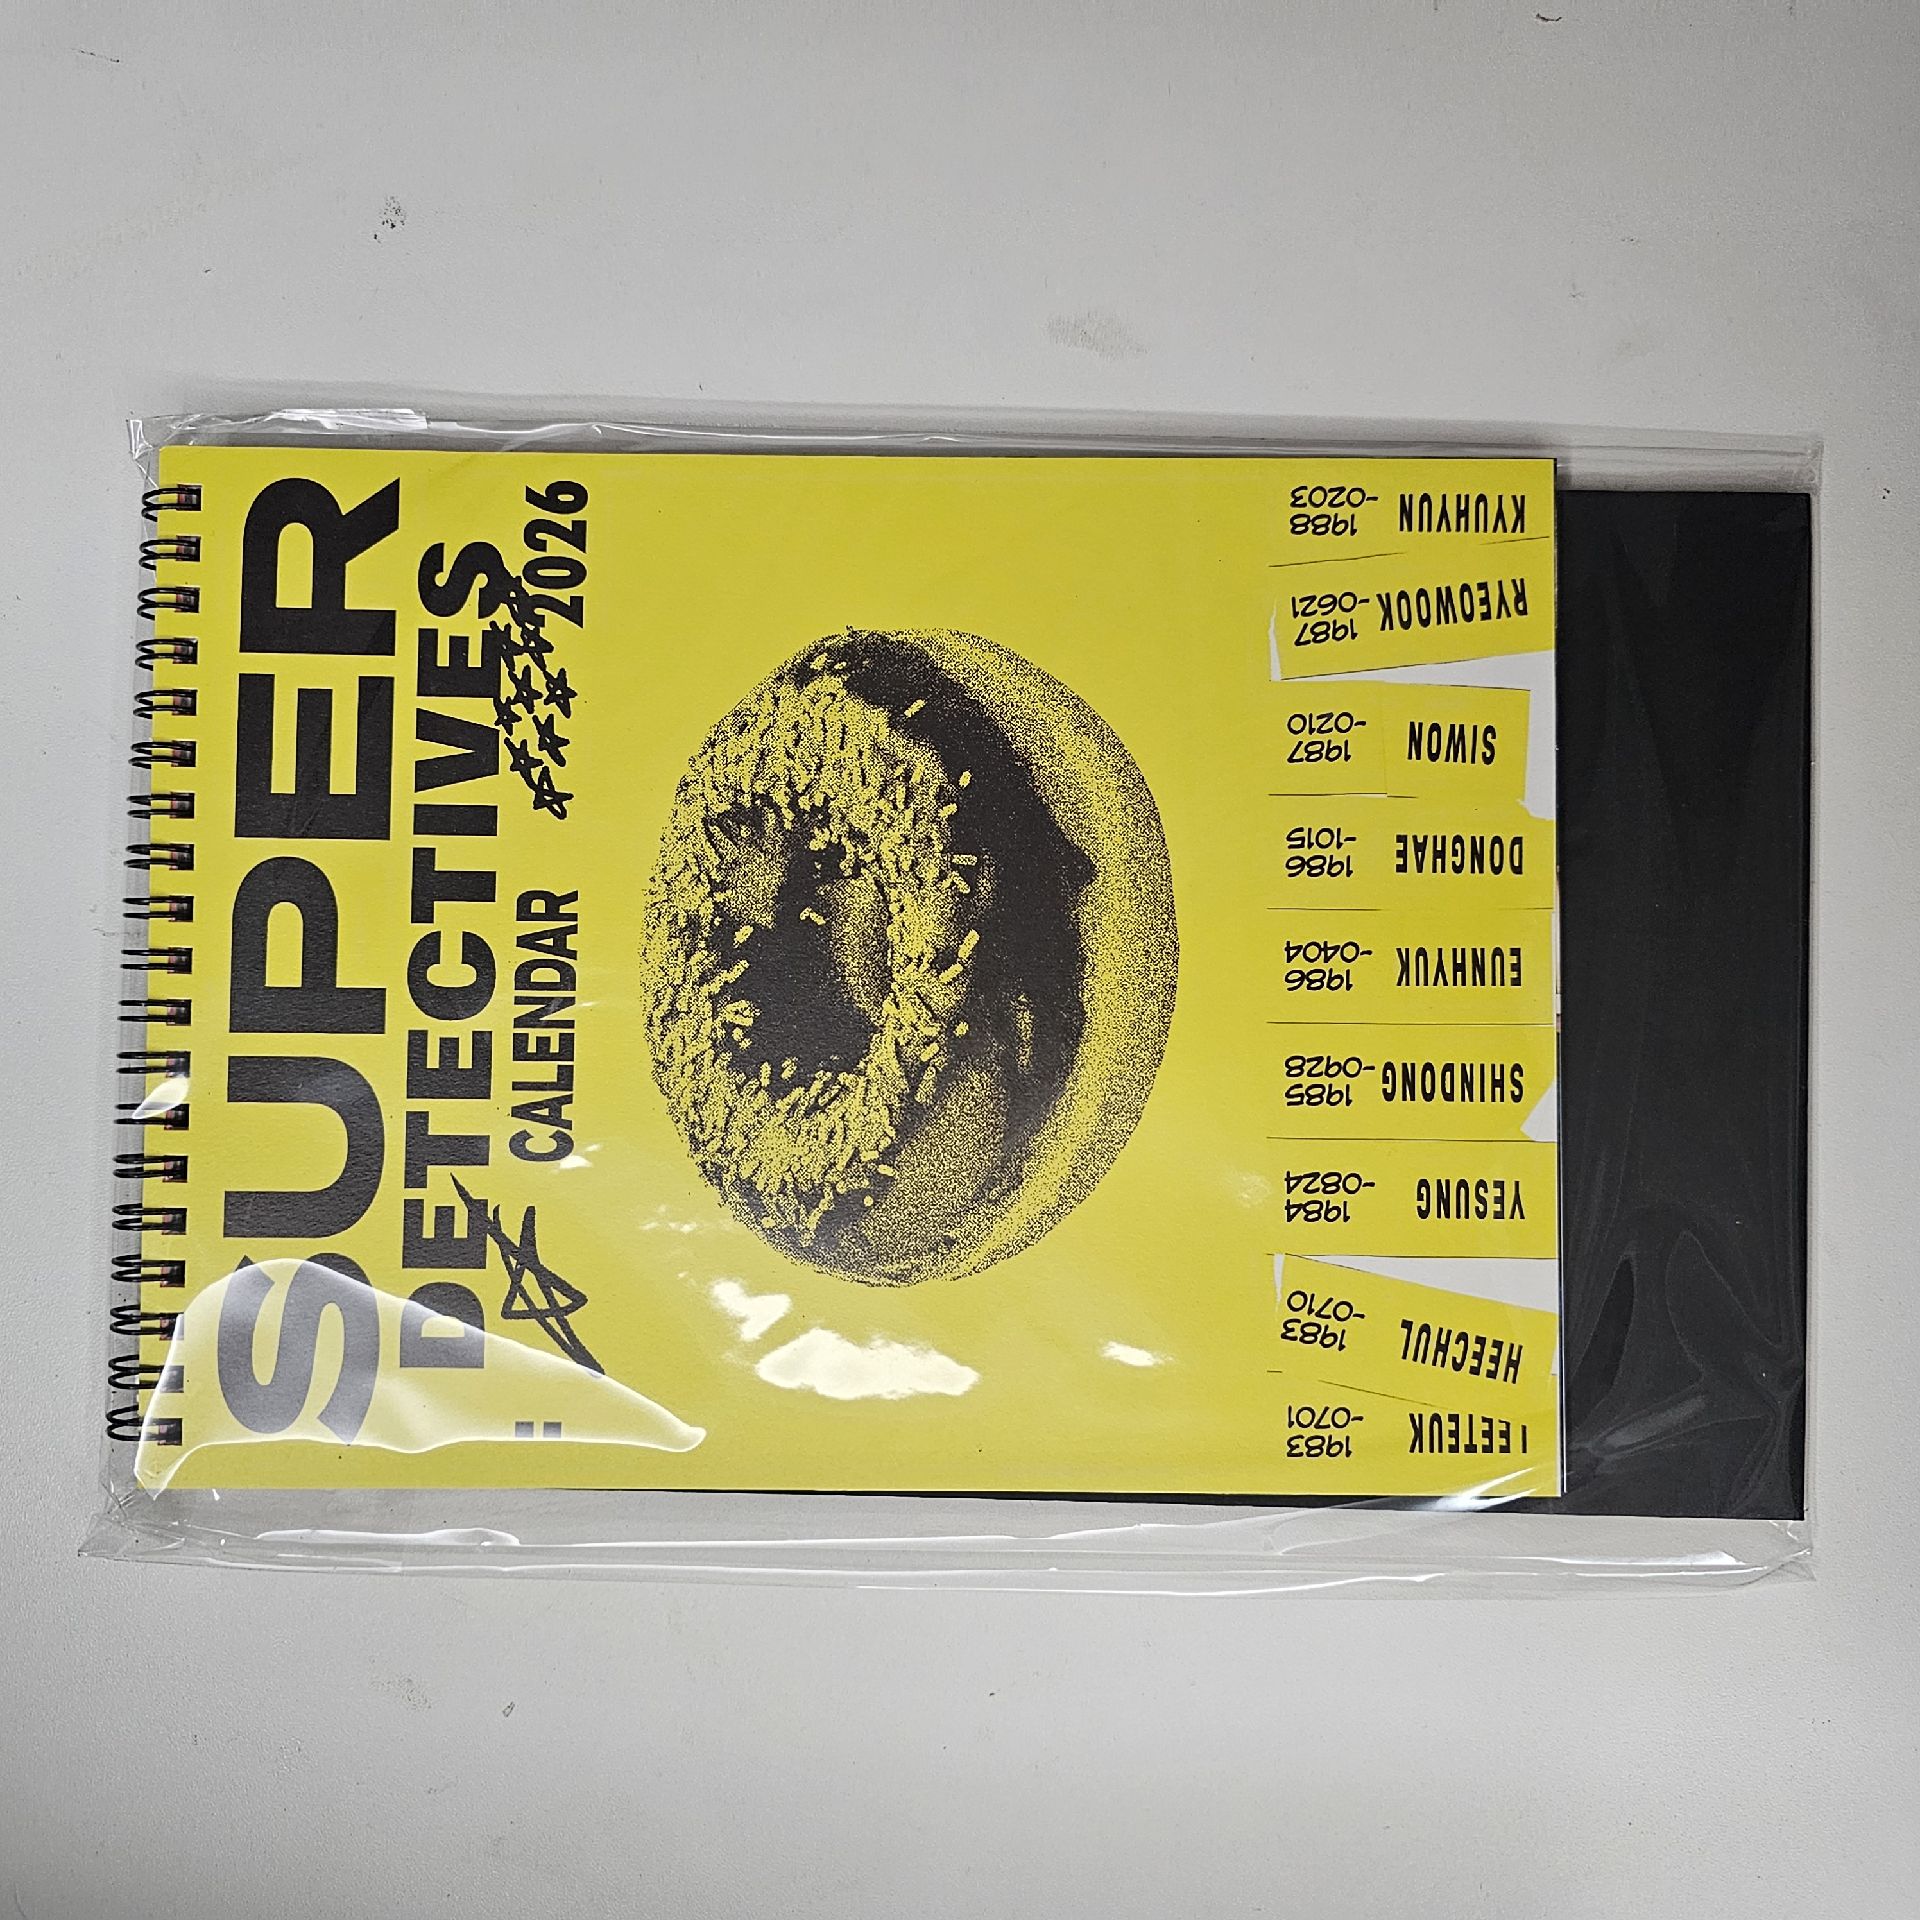 SUPER
DETECTIVES
CALENDAR 2026
KYUHYUN
1988
-0203
RYEOWOOK
1987
-0621
SIWON
1987
-0210
DONGHAE
1986
-1015
EUNHYUK
1986
-0404
SHINDONG
1985
-0928
YESUNG
1984
-0824
HEECHUL
1983
-0710
LEETEUK
1983
-0701